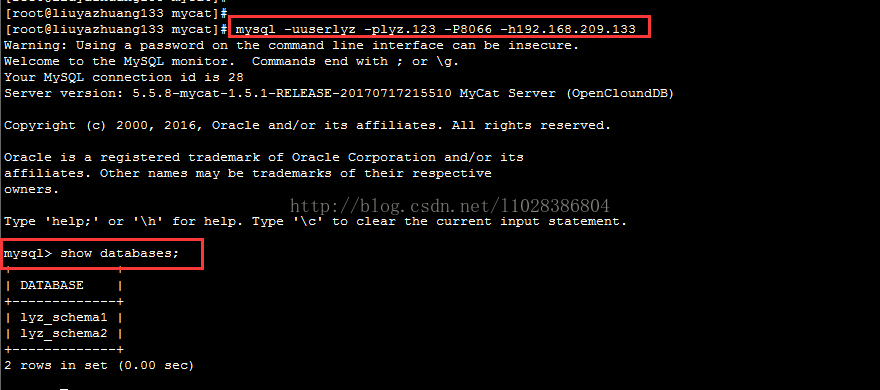 [root@liuyazhuang133 mycat]#
[root@liuyazhuang133 mycat]#
[root@liuyazhuang133 mycat]# mysql -uuserlyz -plyz.123 -P8066 -h192.168.209.133
Warning: Using a password on the command line interface can be insecure.
Welcome to the MySQL monitor.  Commands end with ; or \g.
Your MySQL connection id is 28
Server version: 5.5.8-mycat-1.5.1-RELEASE-20170717215510 MyCat Server (OpenCloundDB)
Copyright (c) 2000, 2016, Oracle and/or its affiliates. All rights reserved.
Oracle is a registered trademark of Oracle Corporation and/or its
affiliates. Other names may be trademarks of their respective
owners.
http://blog.csdn.net/l1028386804
Type 'help;' or '\h' for help. Type '\c' to clear the current input statement.
mysql> show databases;
+-------------+
| DATABASE    |
+-------------+
| lyz_schema1 |
| lyz_schema2 |
+-------------+
2 rows in set (0.00 sec)